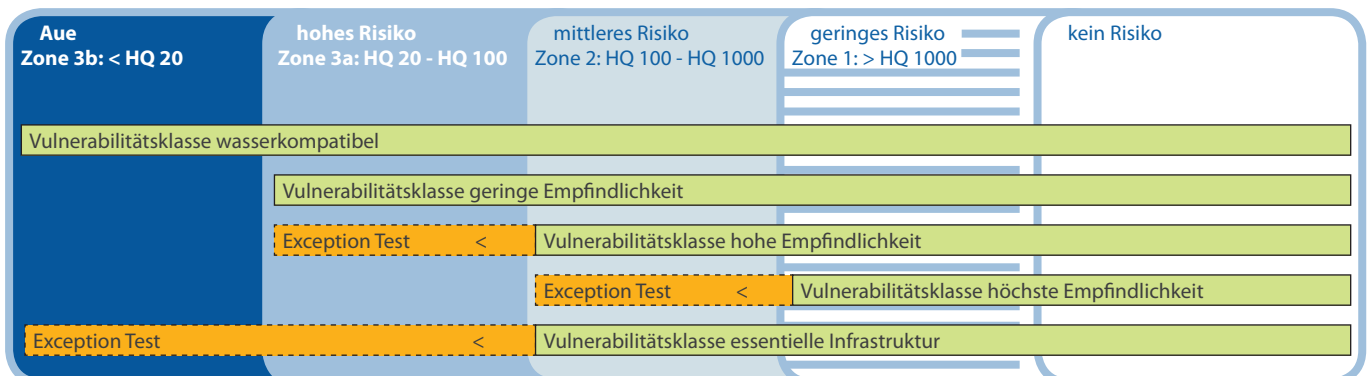 Aue
Zone 3b: < HQ 20
hohes Risiko
Zone 3a: HQ 20 - HQ 100
mittleres Risiko
Zone 2: HQ 100 - HQ 1000
geringes Risiko
Zone 1: > HQ 1000
kein Risiko
Vulnerabilitätsklasse wasserkompatibel
Vulnerabilitätsklasse geringe Empfindlichkeit
Exception Test < Vulnerabilitätsklasse hohe Empfindlichkeit
Exception Test < Vulnerabilitätsklasse höchste Empfindlichkeit
Exception Test < Vulnerabilitätsklasse essentielle Infrastruktur